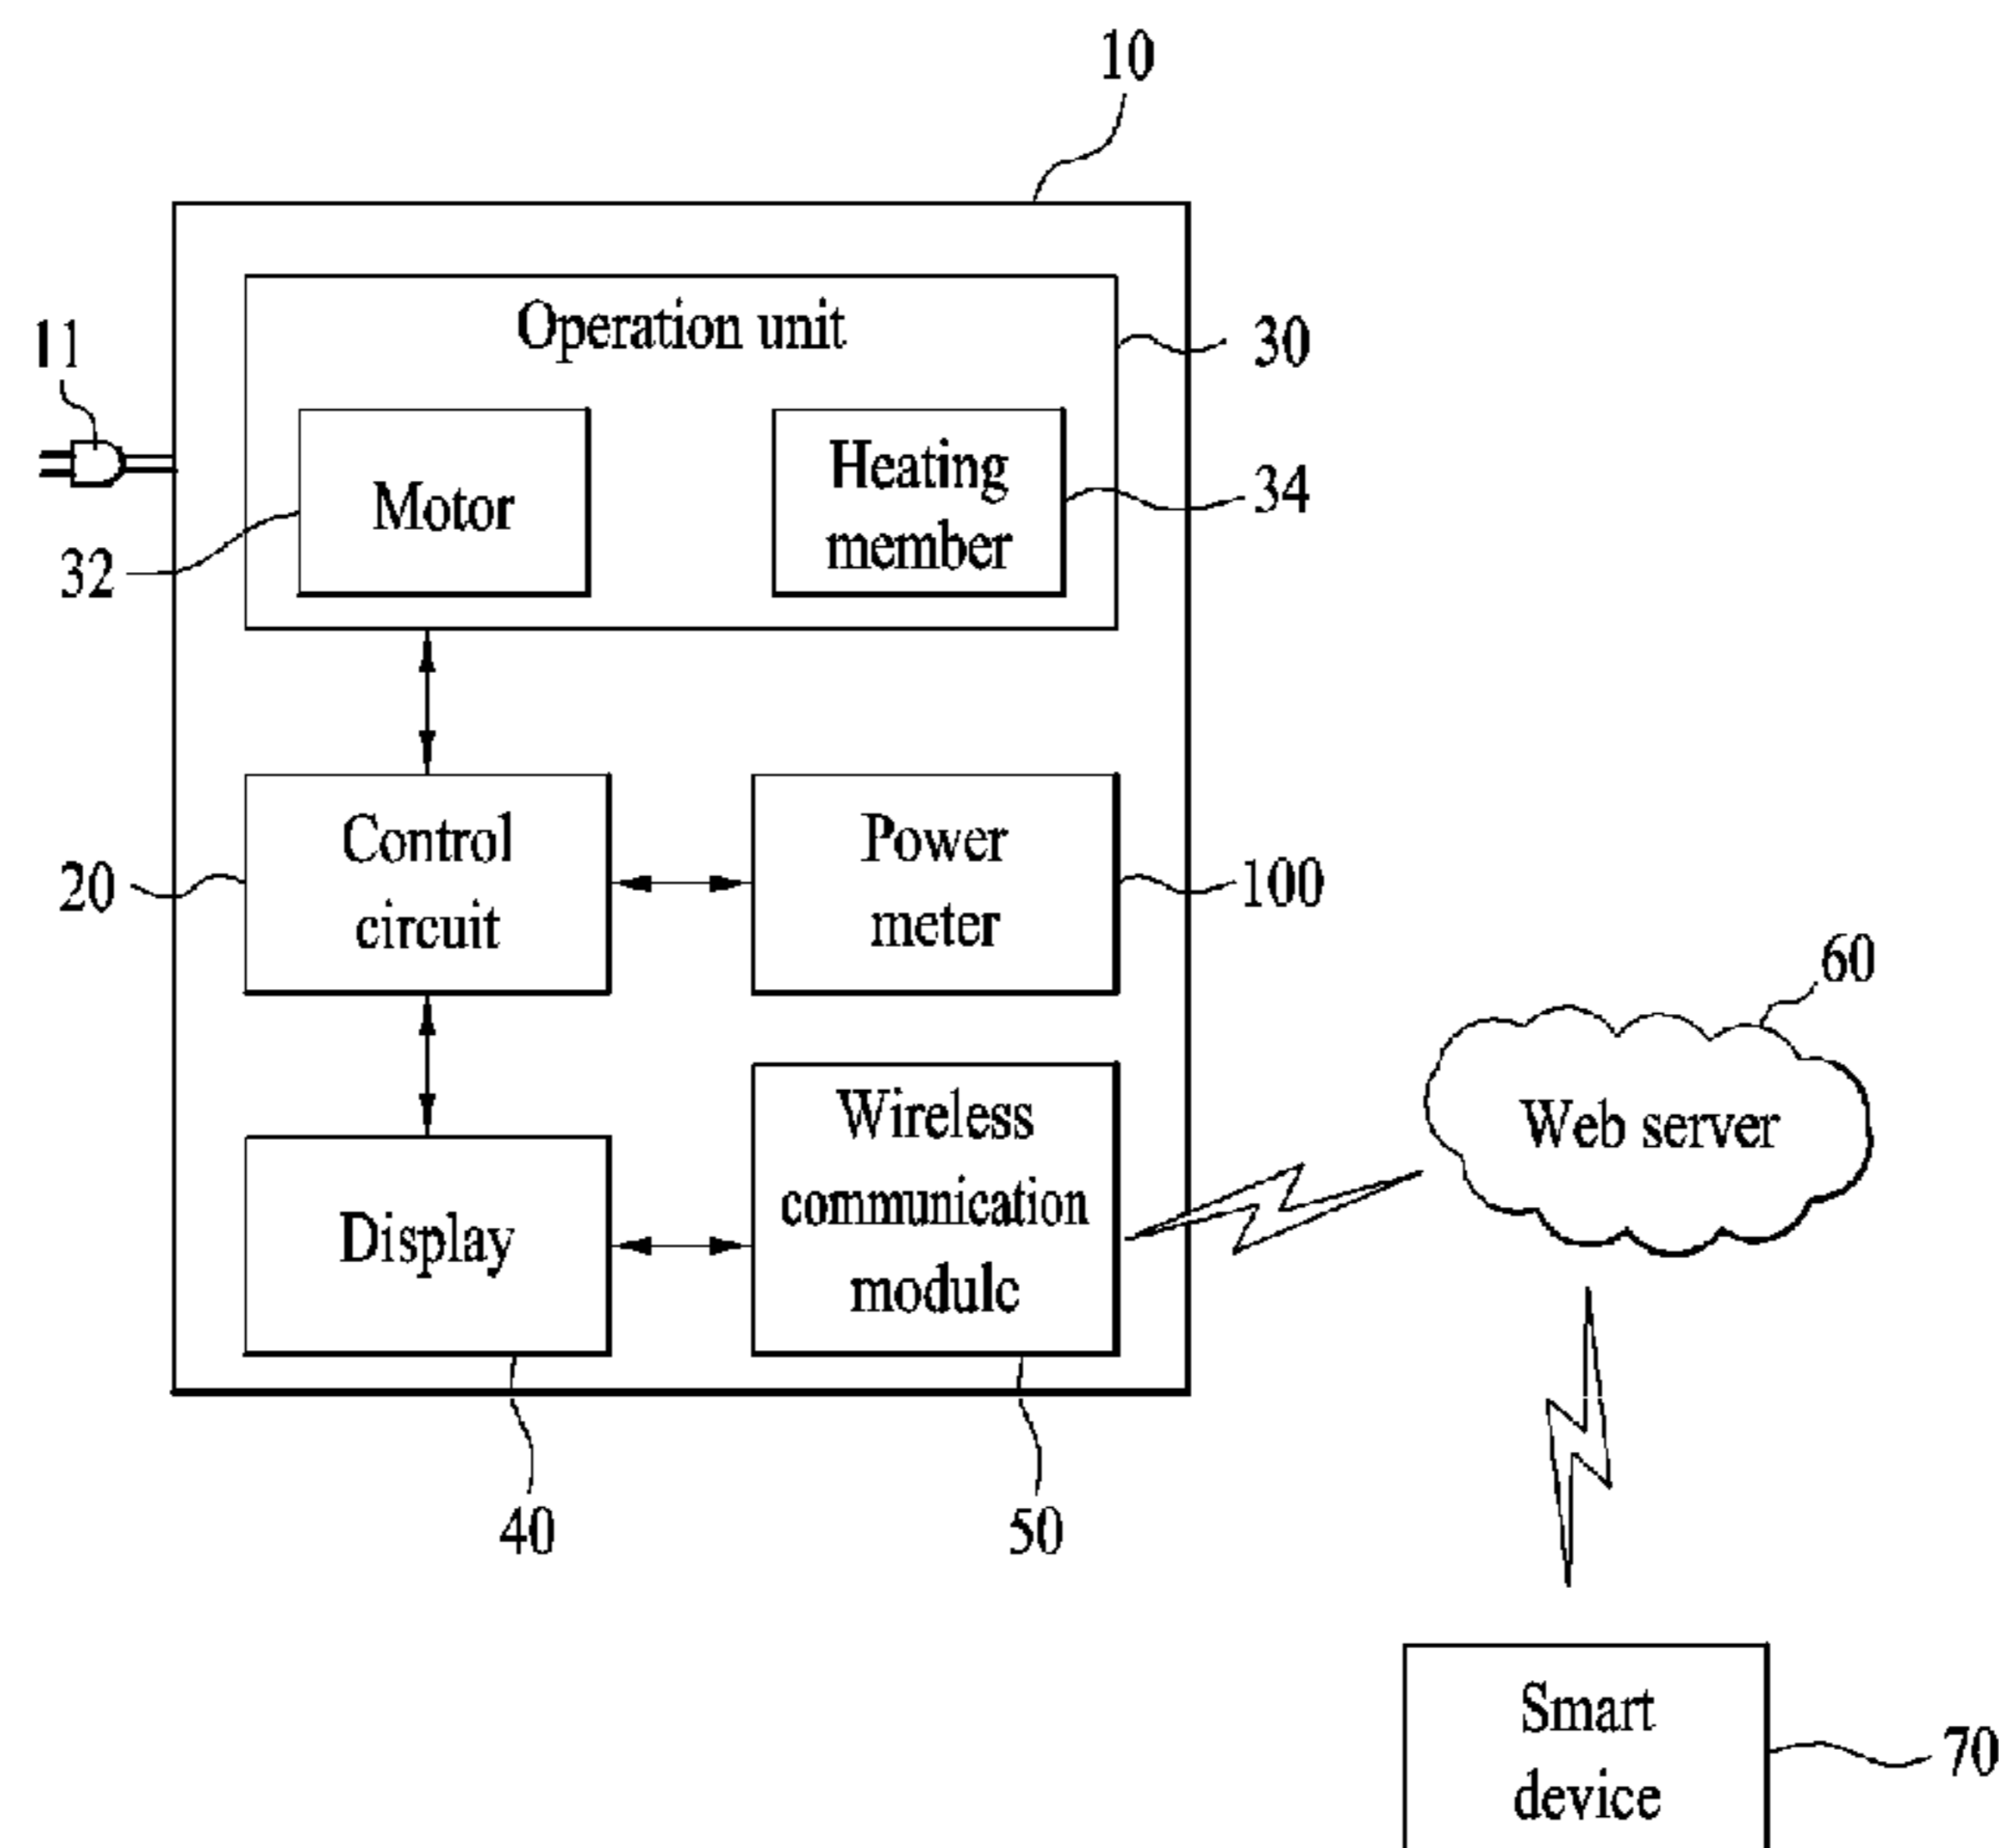 10
Operation unit
30
11
Motor
Heating
member
34
32
Control
circuit
Power
meter
20
100
60
Web server
Wireless
communication
module
Display
40
50
Smart
device
70